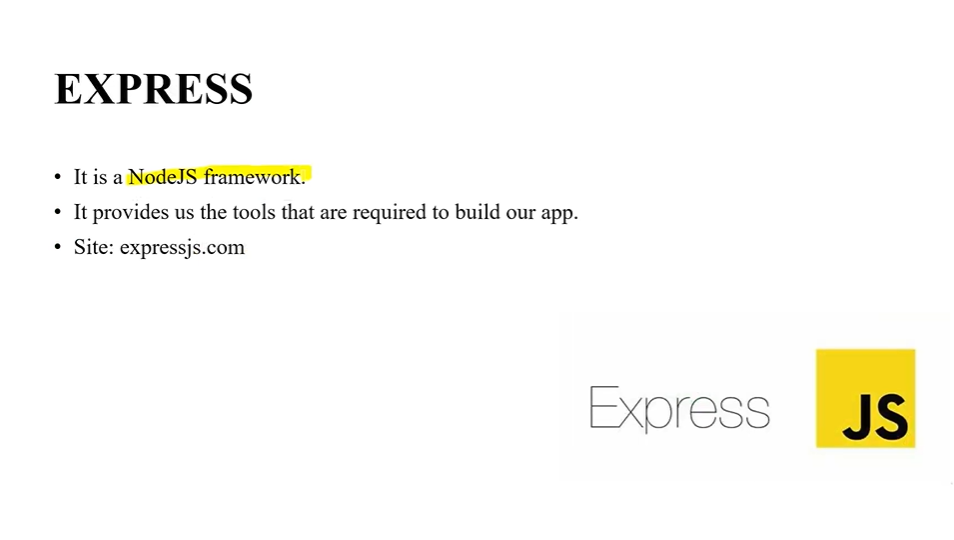 EXPRESS
• It is a NodeJS framework.
• It provides us the tools that are required to build our app.
• Site: expressjs.com
Express
JS